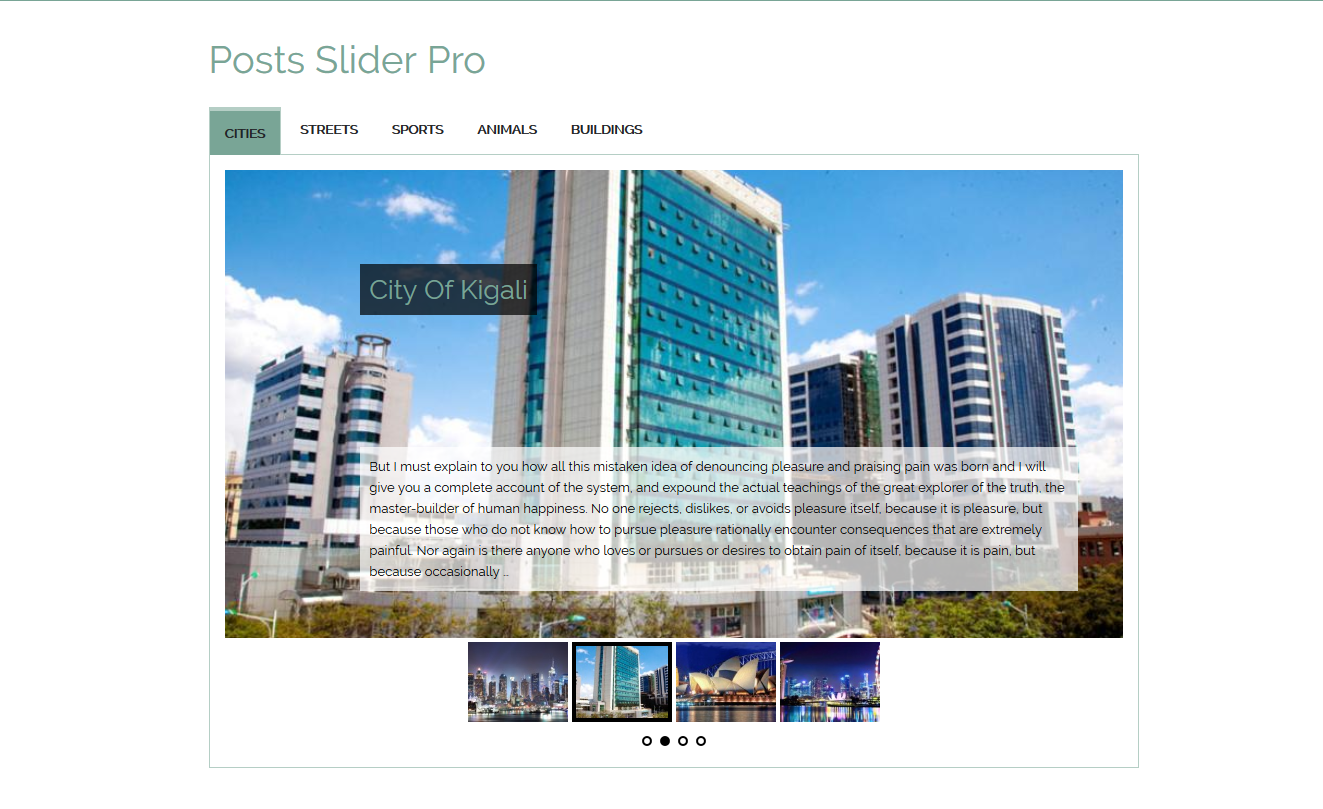 Posts Slider Pro
CITIES STREETS SPORTS ANIMALS BUILDINGS
City Of Kigali
But I must explain to you how all this mistaken idea of denouncing pleasure and praising pain was born and I will
give you a complete account of the system, and expound the actual teachings of the great explorer of the truth, the
master-builder of human happiness. No one rejects, dislikes, or avoids pleasure itself, because it is pleasure, but
because those who do not know how to pursue pleasure rationally encounter consequences that are extremely
painful. Nor again is there anyone who loves or pursues or desires to obtain pain of itself, because it is pain, but
because occasionally ...